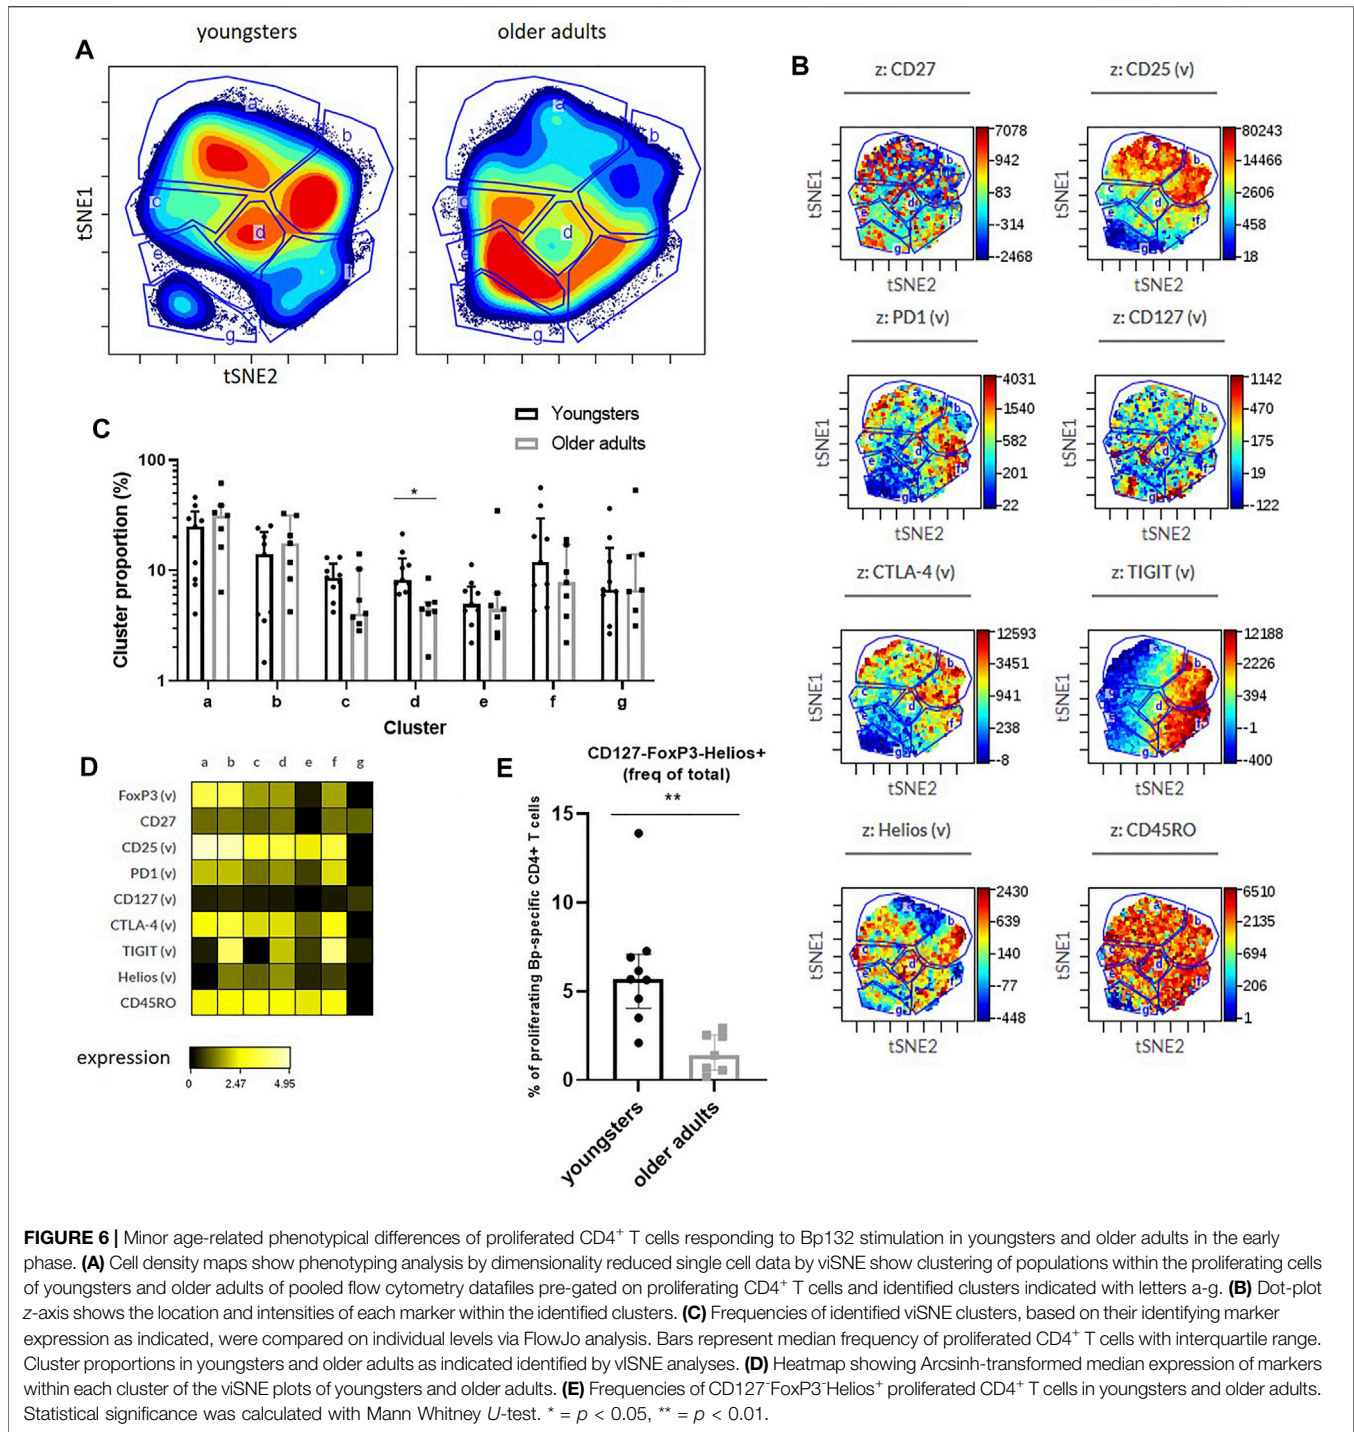 youngsters
older adults
A
a
b
c
d
e
f
g
a
b
c
d
e
f
g
tSNE1
tSNE2
B
z: CD27
7078
942
83
-314
-2468
tSNE1
tSNE2
z: CD25 (v)
80243
14466
2606
458
18
tSNE1
tSNE2
z: PD1 (v)
4031
1540
582
201
22
tSNE1
tSNE2
z: CD127 (v)
1142
470
175
19
-122
tSNE1
tSNE2
z: CTLA-4 (v)
12593
3451
941
238
8
tSNE1
tSNE2
z: TIGIT (v)
12188
2226
394
1
-400
tSNE1
tSNE2
z: Helios (v)
2430
639
140
-77
-448
tSNE1
tSNE2
z: CD45RO
6510
2135
694
206
1
tSNE1
tSNE2
C
Youngsters
Older adults
Cluster proportion (%)
100
10
1
*
a b c d e f g
Cluster
D
a b c d e f g
FoxP3 (v)
CD27
CD25 (v)
PD1 (v)
CD127 (v)
CTLA-4 (v)
TIGIT (v)
Helios (v)
CD45RO
expression
0 2.47 4.95
E
CD127-FoxP3-Helios+
(freq of total)
**
% of proliferating Bp-specific CD4+ T cells
15
10
5
0
youngsters
older adults
FIGURE 6 | Minor age-related phenotypical differences of proliferated CD4⁺ T cells responding to Bp132 stimulation in youngsters and older adults in the early
phase. (A) Cell density maps show phenotyping analysis by dimensionality reduced single cell data by viSNE show clustering of populations within the proliferating cells
of youngsters and older adults of pooled flow cytometry datafiles pre-gated on proliferating CD4⁺ T cells and identified clusters indicated with letters a-g. (B) Dot-plot
z-axis shows the location and intensities of each marker within the identified clusters. (C) Frequencies of identified viSNE clusters, based on their identifying marker
expression as indicated, were compared on individual levels via FlowJo analysis. Bars represent median frequency of proliferated CD4⁺ T cells with interquartile range.
Cluster proportions in youngsters and older adults as indicated identified by vISNE analyses. (D) Heatmap showing Arcsinh-transformed median expression of markers
within each cluster of the viSNE plots of youngsters and older adults. (E) Frequencies of CD127⁻FoxP3⁻Helios⁺ proliferated CD4⁺ T cells in youngsters and older adults.
Statistical significance was calculated with Mann Whitney U-test. * = p < 0.05, ** = p < 0.01.